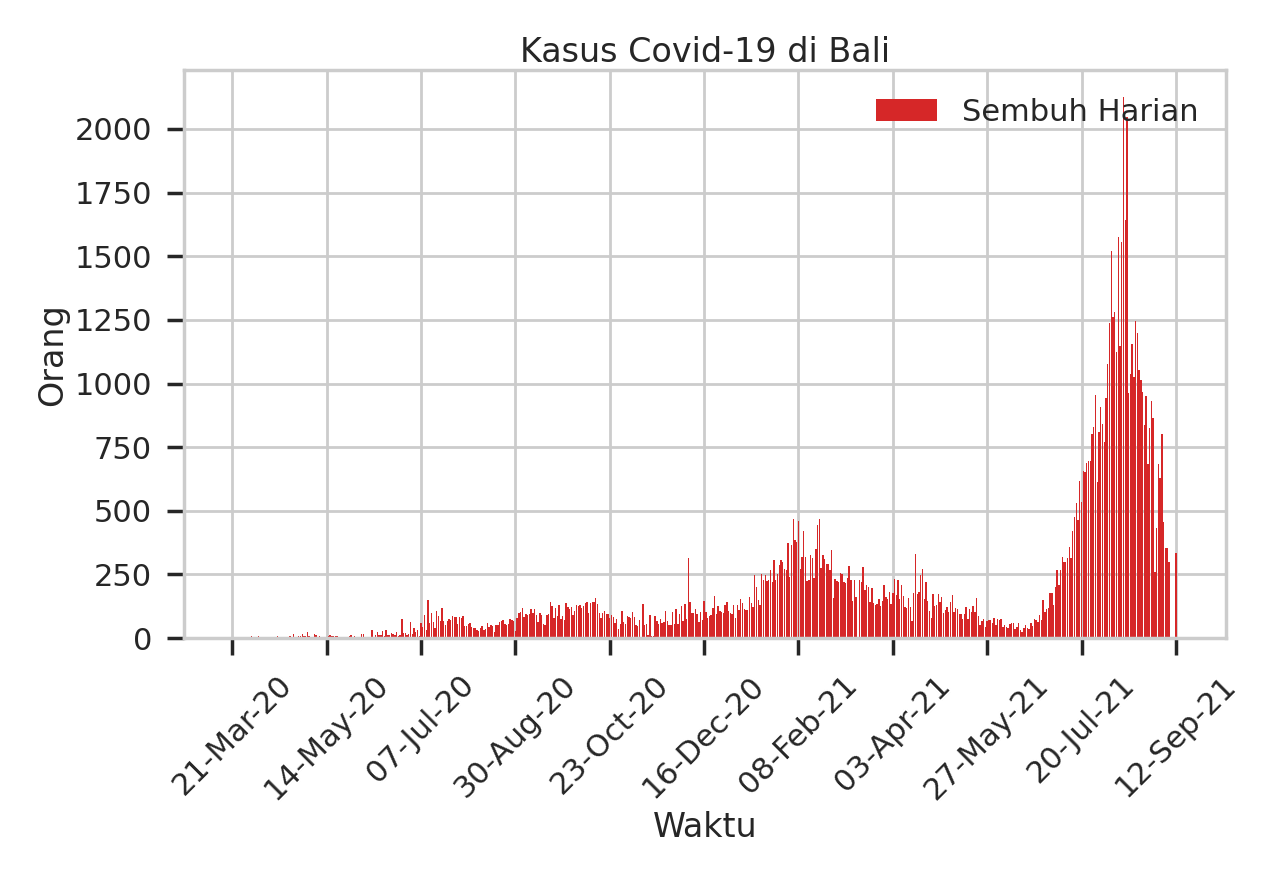 Kasus Covid-19 di Bali
Sembuh Harian
Orang
2000
1750
1500
1250
1000
750
500
250
0
21-Mar-20
14-May-20
07-Jul-20
30-Aug-20
23-Oct-20
16-Dec-20
08-Feb-21
03-Apr-21
27-May-21
20-Jul-21
12-Sep-21
Waktu